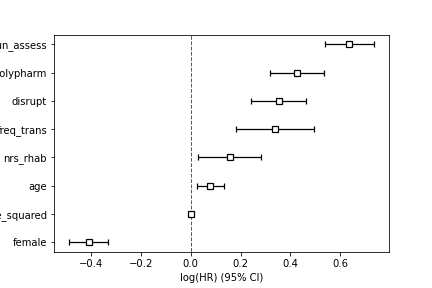 un_assess
olypharm
disrupt
req_trans
nrs_rhab
age
e_squared
female
−0.4 −0.2 0.0 0.2 0.4 0.6
log(HR) (95% CI)